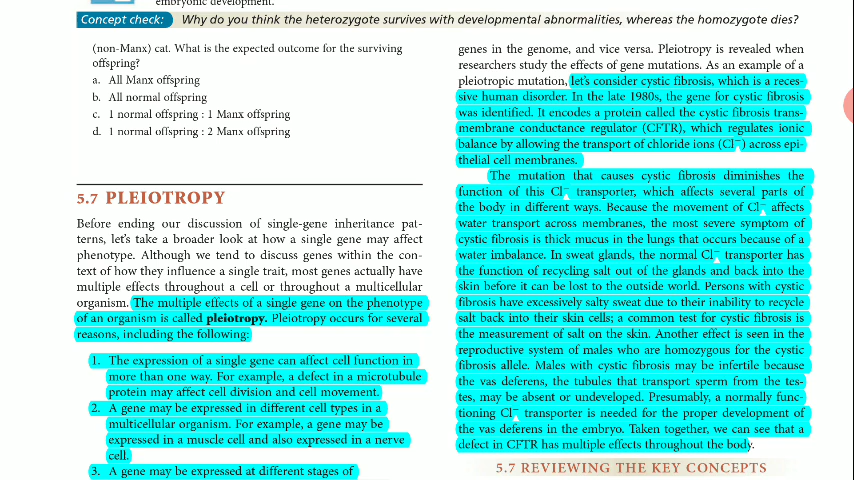 embryonic development.
Concept check: Why do you think the heterozygote survives with developmental abnormalities, whereas the homozygote dies?
(non-Manx) cat. What is the expected outcome for the surviving
offspring?
a. All Manx offspring
b. All normal offspring
c. 1 normal offspring : 1 Manx offspring
d. 1 normal offspring : 2 Manx offspring
5.7 PLEIOTROPY
Before ending our discussion of single-gene inheritance pat-
terns, let's take a broader look at how a single gene may affect
phenotype. Although we tend to discuss genes within the con-
text of how they influence a single trait, most genes actually have
multiple effects throughout a cell or throughout a multicellular
organism. The multiple effects of a single gene on the phenotype
of an organism is called pleiotropy. Pleiotropy occurs for several
reasons, including the following:
1. The expression of a single gene can affect cell function in
more than one way. For example, a defect in a microtubule
protein may affect cell division and cell movement.
2. A gene may be expressed in different cell types in a
multicellular organism. For example, a gene may be
expressed in a muscle cell and also expressed in a nerve
cell.
3. A gene may be expressed at different stages of
genes in the genome, and vice versa. Pleiotropy is revealed when
researchers study the effects of gene mutations. As an example of a
pleiotropic mutation, let's consider cystic fibrosis, which is a reces-
sive human disorder. In the late 1980s, the gene for cystic fibrosis
was identified. It encodes a protein called the cystic fibrosis trans-
membrane conductance regulator (CFTR), which regulates ionic
balance by allowing the transport of chloride ions (Cl⁻) across epi-
thelial cell membranes.
The mutation that causes cystic fibrosis diminishes the
function of this Cl⁻ transporter, which affects several parts of
the body in different ways. Because the movement of Cl⁻ affects
water transport across membranes, the most severe symptom of
cystic fibrosis is thick mucus in the lungs that occurs because of a
water imbalance. In sweat glands, the normal Cl⁻ transporter has
the function of recycling salt out of the glands and back into the
skin before it can be lost to the outside world. Persons with cystic
fibrosis have excessively salty sweat due to their inability to recycle
salt back into their skin cells; a common test for cystic fibrosis is
the measurement of salt on the skin. Another effect is seen in the
reproductive system of males who are homozygous for the cystic
fibrosis allele. Males with cystic fibrosis may be infertile because
the vas deferens, the tubules that transport sperm from the tes-
tes, may be absent or undeveloped. Presumably, a normally func-
tioning Cl⁻ transporter is needed for the proper development of
the vas deferens in the embryo. Taken together, we can see that a
defect in CFTR has multiple effects throughout the body.
5.7 REVIEWING THE KEY CONCEPTS